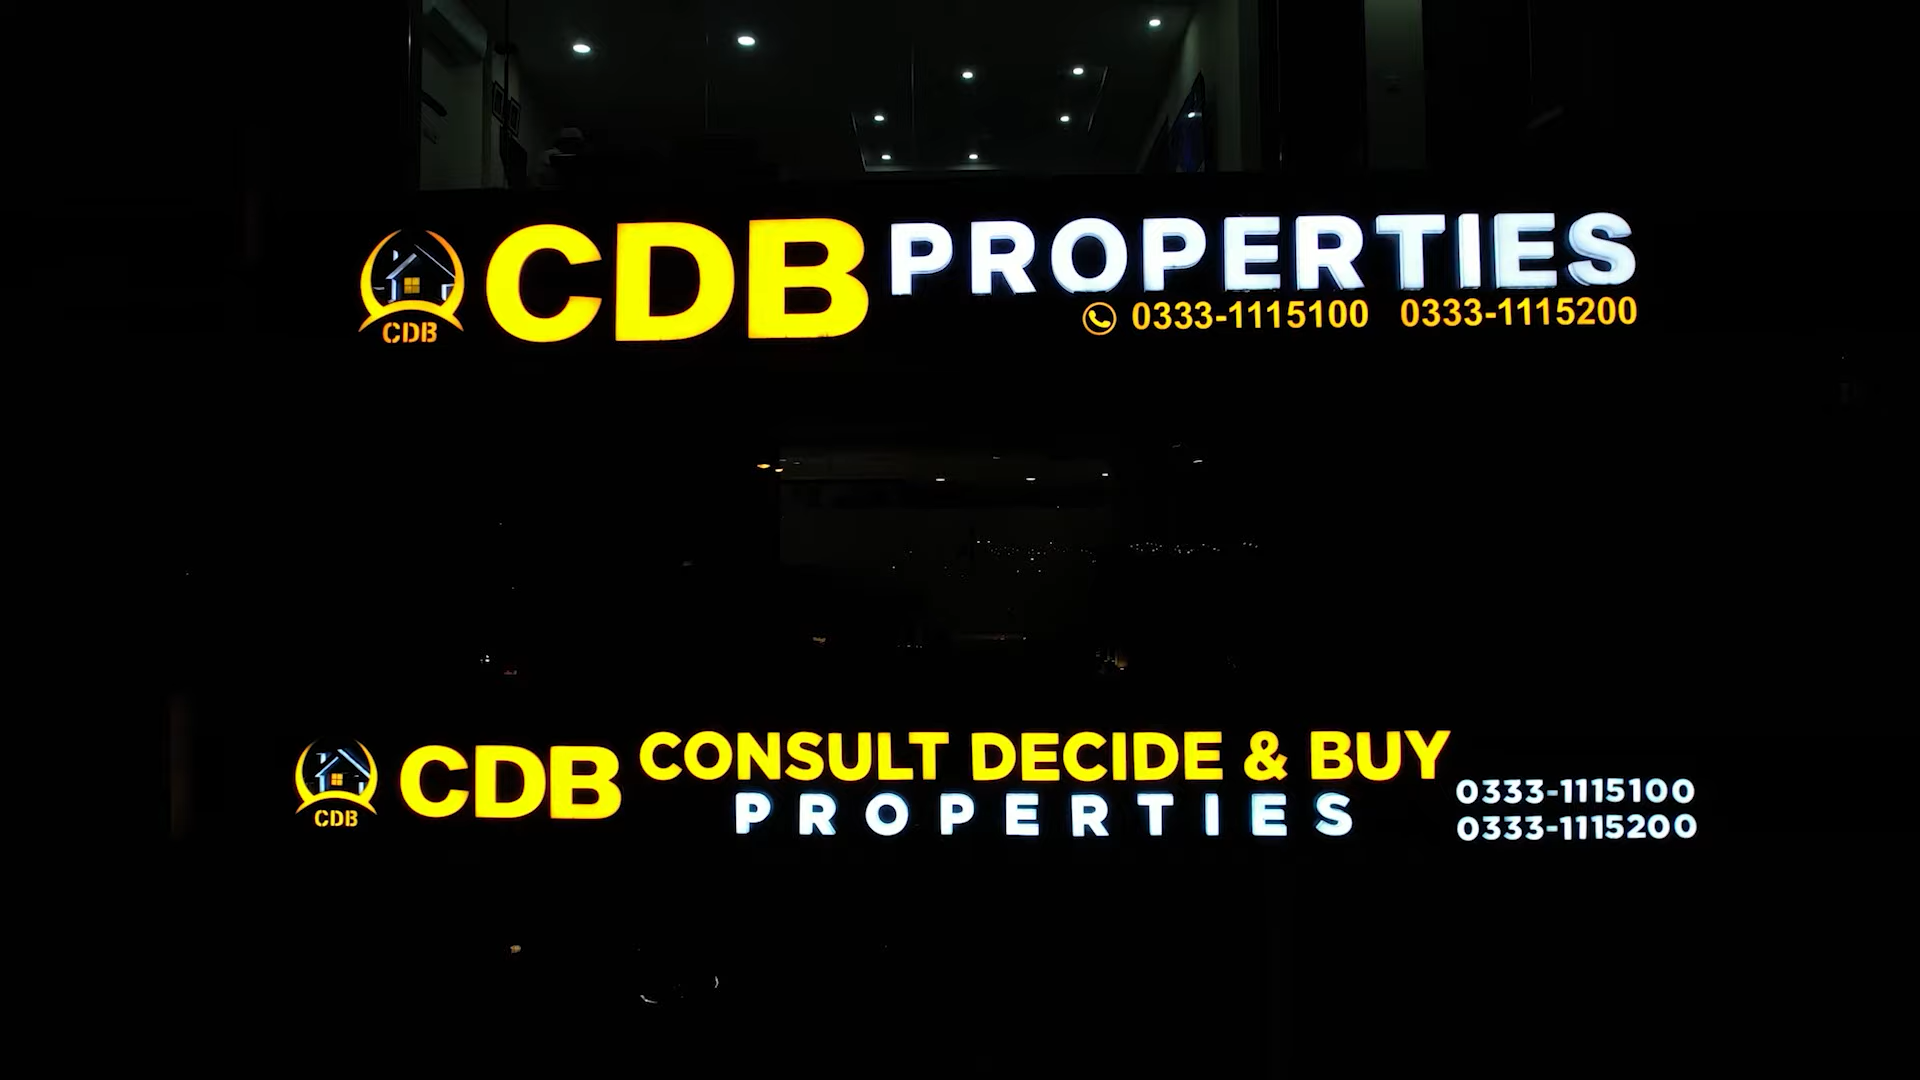 CDB PROPERTIES
0333-1115100 0333-1115200
CDB
CDB CONSULT DECIDE & BUY
PROPERTIES
0333-1115100
0333-1115200
CDB